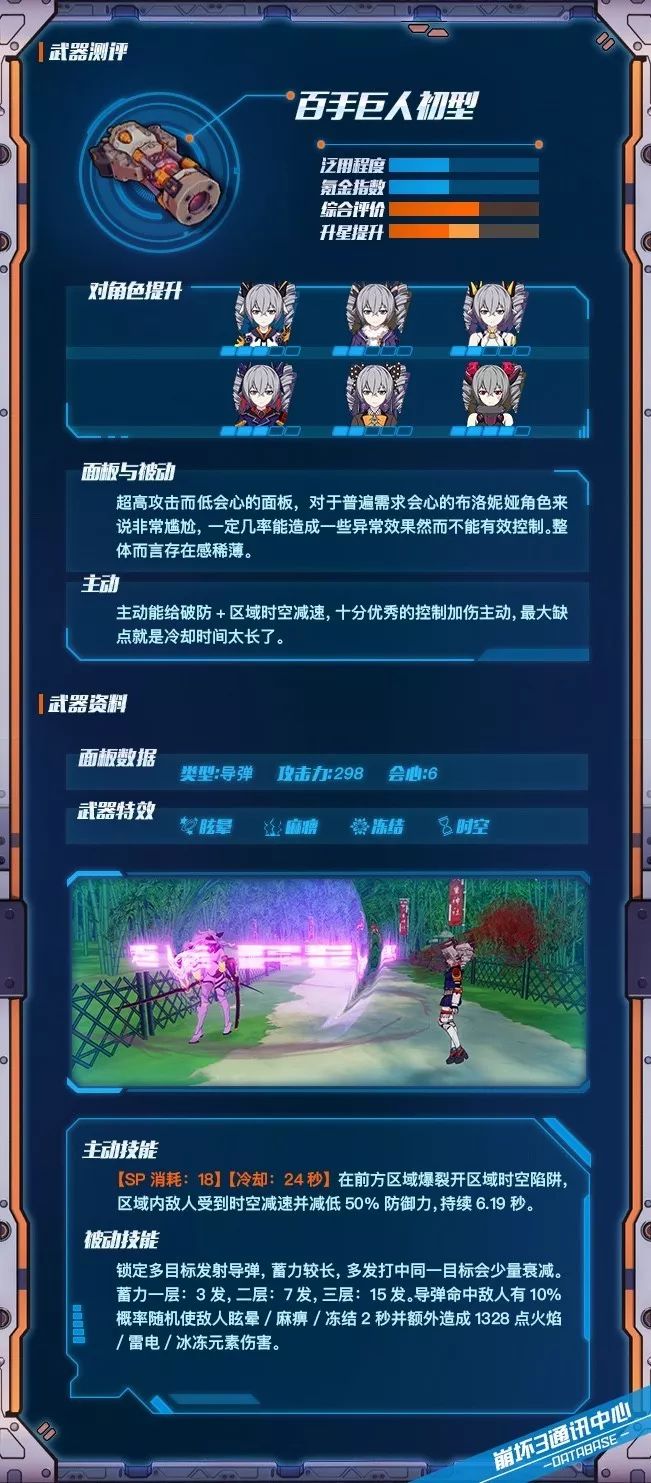 武器测评
百手巨人初型
泛用程度
氪金指数
综合评价
升星提升
对角色提升
面板与被动
超高攻击而低会心的面板，对于普遍需求会心的布洛妮娅角色来
说非常尴尬，一定几率能造成一些异常效果然而不能有效控制。整
体而言存在感稀薄。
主动
主动能给破防+区域时空减速，十分优秀的控制加伤主动，最大缺
点就是冷却时间太长了。
武器资料
面板数据
类型:导弹 攻击力:298 会心:6
武器特效
眩晕 麻痹 冻结 时空
主动技能
【SP 消耗：18】【冷却：24 秒】在前方区域爆裂开区域时空陷阱，
区域内敌人受到时空减速并减低 50% 防御力，持续 6.19 秒。
被动技能
锁定多目标发射导弹，蓄力较长，多发打中同一目标会少量衰减。
蓄力一层：3 发，二层：7 发，三层：15 发。导弹命中敌人有 10%
概率随机使敌人眩晕 / 麻痹 / 冻结 2 秒并额外造成 1328 点火焰
/ 雷电 / 冰冻元素伤害。
崩坏3通讯中心
-DATABASE-